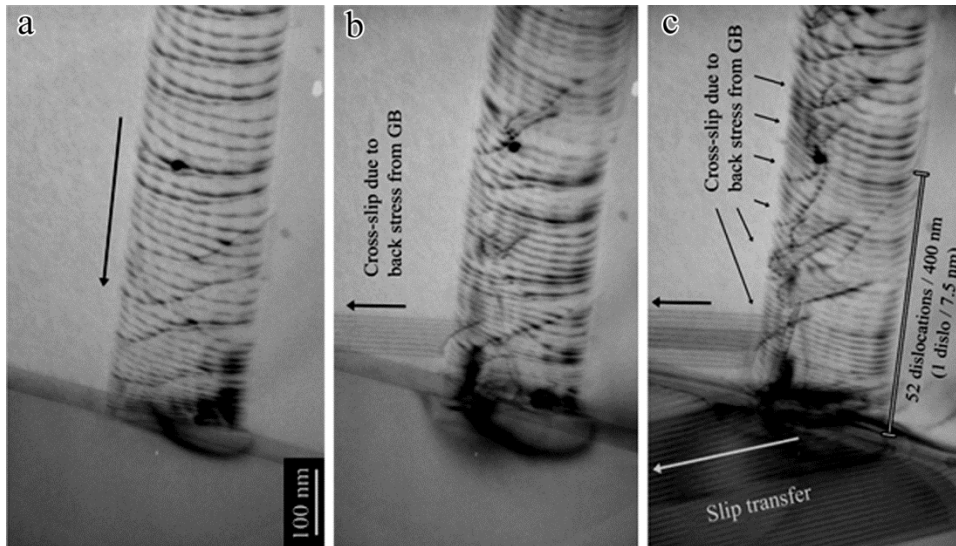 a
100 nm
b
Cross-slip due to
back stress from GB
c
Cross-slip due to
back stress from GB
52 dislocations / 400 nm
(1 dislo / 7.5 nm)
Slip transfer